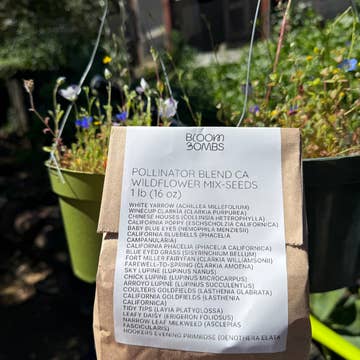 BLOOM
BOMBS
POLLINATOR BLEND CA
WILDFLOWER MIX-SEEDS
1 lb (16 oz)
WHITE YARROW (ACHILLEA MILLEFOLIUM)
WINECUP CLARKIA (CLARKIA PURPUREA)
CHINESE HOUSES (COLLINSIA HETEROPHYLLA)
CALIFORNIA POPPY (ESCHSCHOLZIA CALIFORNICA)
BABY BLUE EYES (NEMOPHILA MENZIESII)
CALIFORNIA BLUEBELLS (PHACELIA
CAMPANULARIA)
CALIFORNIA PHACELIA (PHACELIA CALIFORNICA)
BLUE EYED GRASS (SISYRINCHIUM BELLUM)
FORT MILLER FAIRYFAN (CLARKIA WILLIAMSONII)
FAREWELL-TO-SPRING (CLARKIA AMOENA)
SKY LUPINE (LUPINUS NANUS)
CHICK LUPINE (LUPINUS MICROCARPUS)
ARROYO LUPINE (LUPINUS SUCCULENTUS)
COULTERS GOLDFIELDS (LASTHENIA GLABRATA)
CALIFORNIA GOLDFIELDS (LASTHENIA
CALIFORNICA)
TIDY TIPS (LAYIA PLATYGLOSSA)
LEAFY DAISY (ERIGERON FOLIOSUS)
NARROW LEAF MILKWEED (ASCLEPIAS
FASCICULARIS)
HOOKERS EVENING PRIMROSE (OENOTHERA ELATA